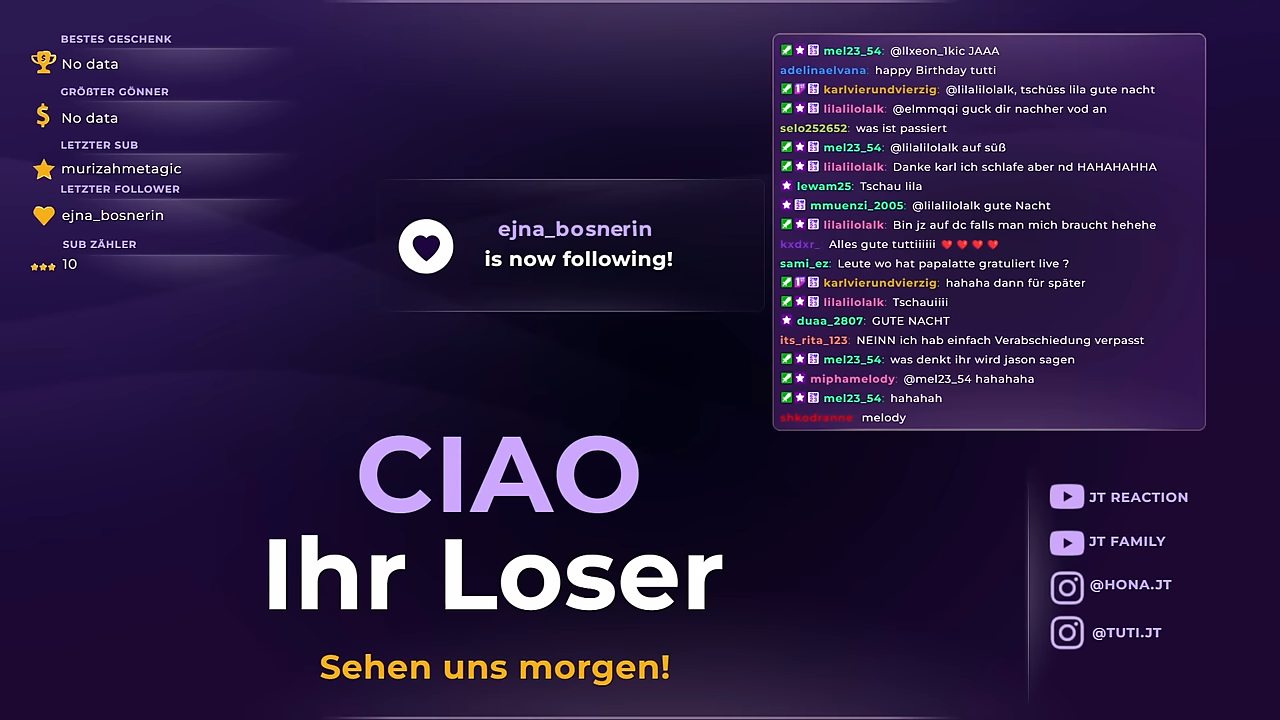 BESTES GESCHENK
No data
GRÖßTER GÖNNER
No data
LETZTER SUB
murizahmetagic
LETZTER FOLLOWER
ejna_bosnerin
SUB ZÄHLER
10
ejna_bosnerin
is now following!
mel23_54: @llxeon_1kic JAAA
adelinaelvana: happy Birthday tutti
karlvierundvierzig: @lilalilolalk, tschüss lila gute nacht
lilalilolalk: @elmmqqi guck dir nachher vod an
selo252652: was ist passiert
mel23_54: @lilalilolalk auf süß
lilalilolalk: Danke karl ich schlafe aber nd HAHAHAHHA
lewam25: Tschau lila
mmuenzi_2005: @lilalilolalk gute Nacht
lilalilolalk: Bin jz auf dc falls man mich braucht hehehe
kxdxr_ Alles gute tuttiiiiii ❤️ ❤️ ❤️ ❤️
sami_ez: Leute wo hat papalatte gratuliert live ?
karlvierundvierzig: hahaha dann für später
lilalilolalk: Tschauiiii
duaa_2807: GUTE NACHT
its_rita_123: NEINN ich hab einfach Verabschiedung verpasst
mel23_54: was denkt ihr wird jason sagen
miphamelody: @mel23_54 hahahaha
mel23_54: hahahah
shkodranne melody
CIAO
Ihr Loser
Sehen uns morgen!
JT REACTION
JT FAMILY
@HONA.JT
@TUTI.JT